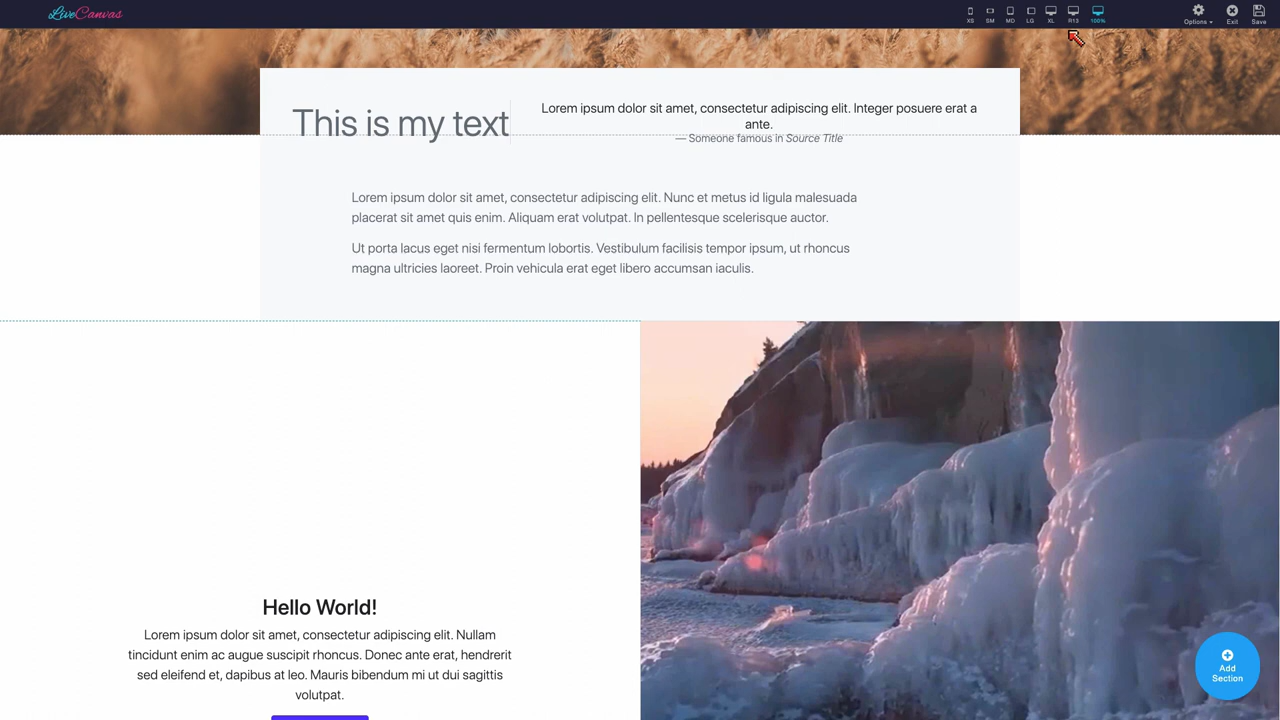 LiveCanvas
XS SM MD LG XL R13 100% Options Exit Save
This is my text
Lorem ipsum dolor sit amet, consectetur adipiscing elit. Integer posuere erat a
ante.
— Someone famous in Source Title
Lorem ipsum dolor sit amet, consectetur adipiscing elit. Nunc et metus id ligula malesuada
placerat sit amet quis enim. Aliquam erat volutpat. In pellentesque scelerisque auctor.
Ut porta lacus eget nisi fermentum lobortis. Vestibulum facilisis tempor ipsum, ut rhoncus
magna ultricies laoreet. Proin vehicula erat eget libero accumsan iaculis.
Hello World!
Lorem ipsum dolor sit amet, consectetur adipiscing elit. Nullam
tincidunt enim ac augue suscipit rhoncus. Donec ante erat, hendrerit
sed eleifend et, dapibus at leo. Mauris bibendum mi ut dui sagittis
volutpat.
Add
Section